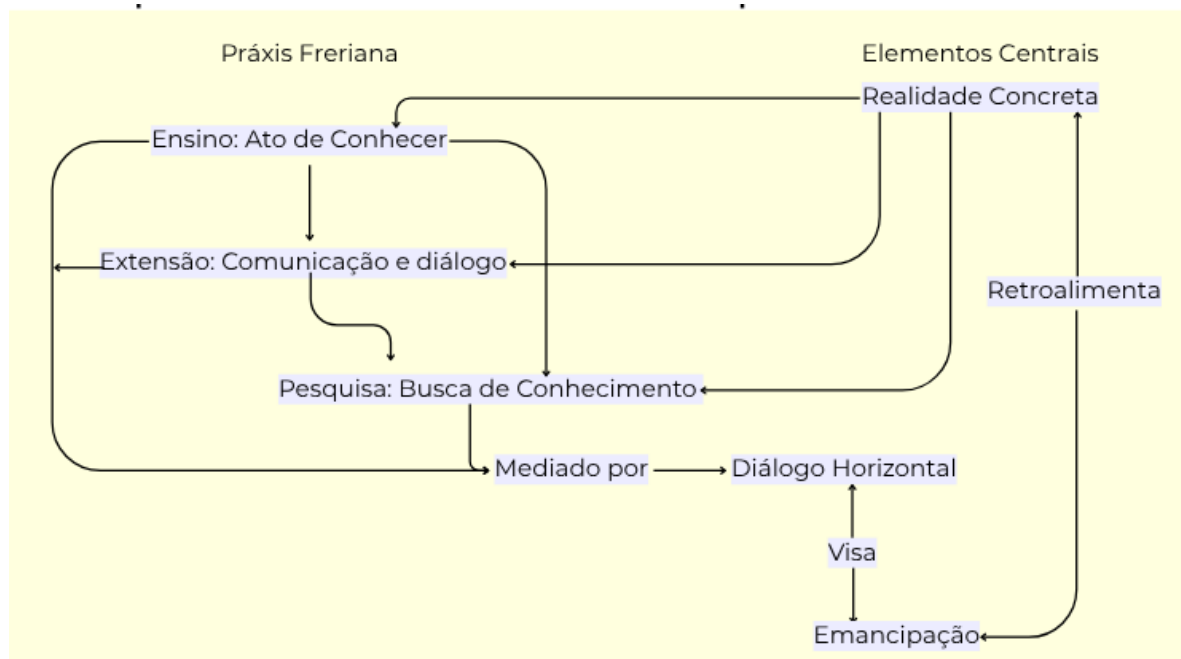 Práxis Freriana
Elementos Centrais
Realidade Concreta
Ensino: Ato de Conhecer
Extensão: Comunicação e diálogo
Retroalimenta
Pesquisa: Busca de Conhecimento
Mediado por
Diálogo Horizontal
Visa
Emancipação